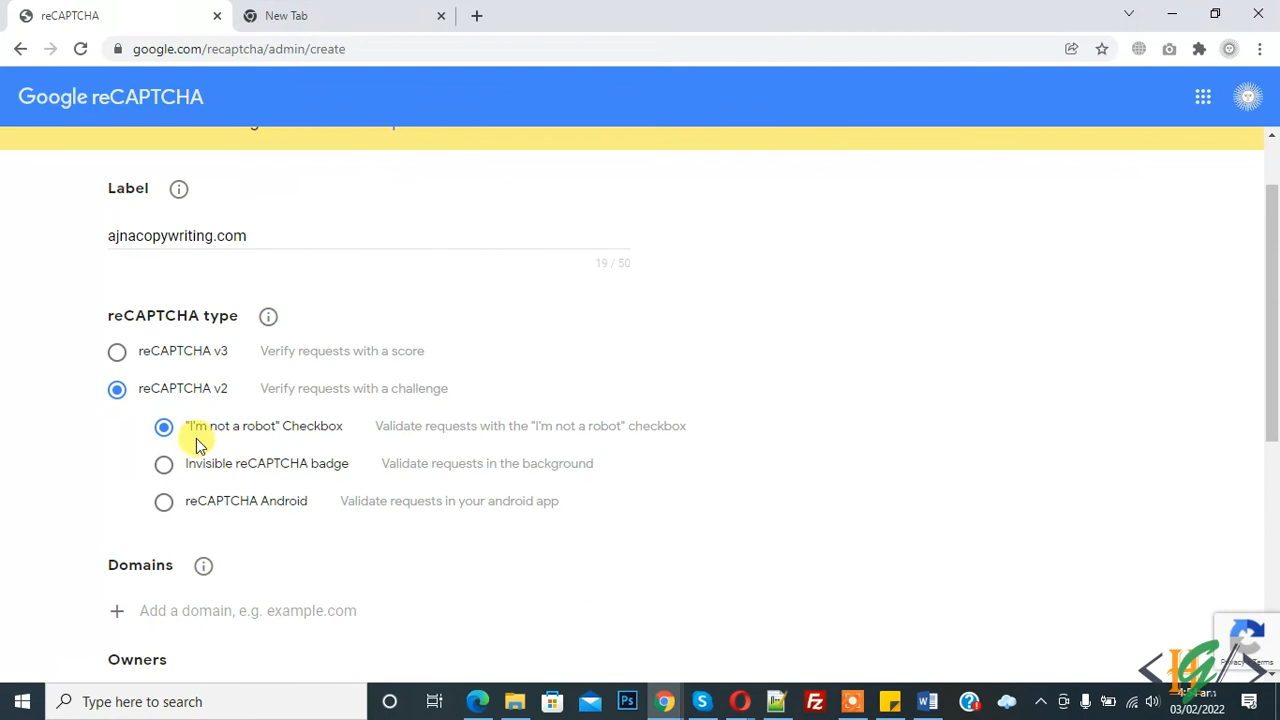 reCAPTCHA
New Tab
google.com/recaptcha/admin/create
Google reCAPTCHA
Label
ajnacopywriting.com
19 / 50
reCAPTCHA type
reCAPTCHA v3 Verify requests with a score
reCAPTCHA v2 Verify requests with a challenge
"I'm not a robot" Checkbox Validate requests with the "I'm not a robot" checkbox
Invisible reCAPTCHA badge Validate requests in the background
reCAPTCHA Android Validate requests in your android app
Domains
Add a domain, e.g. example.com
Owners
Type here to search
03/02/2022